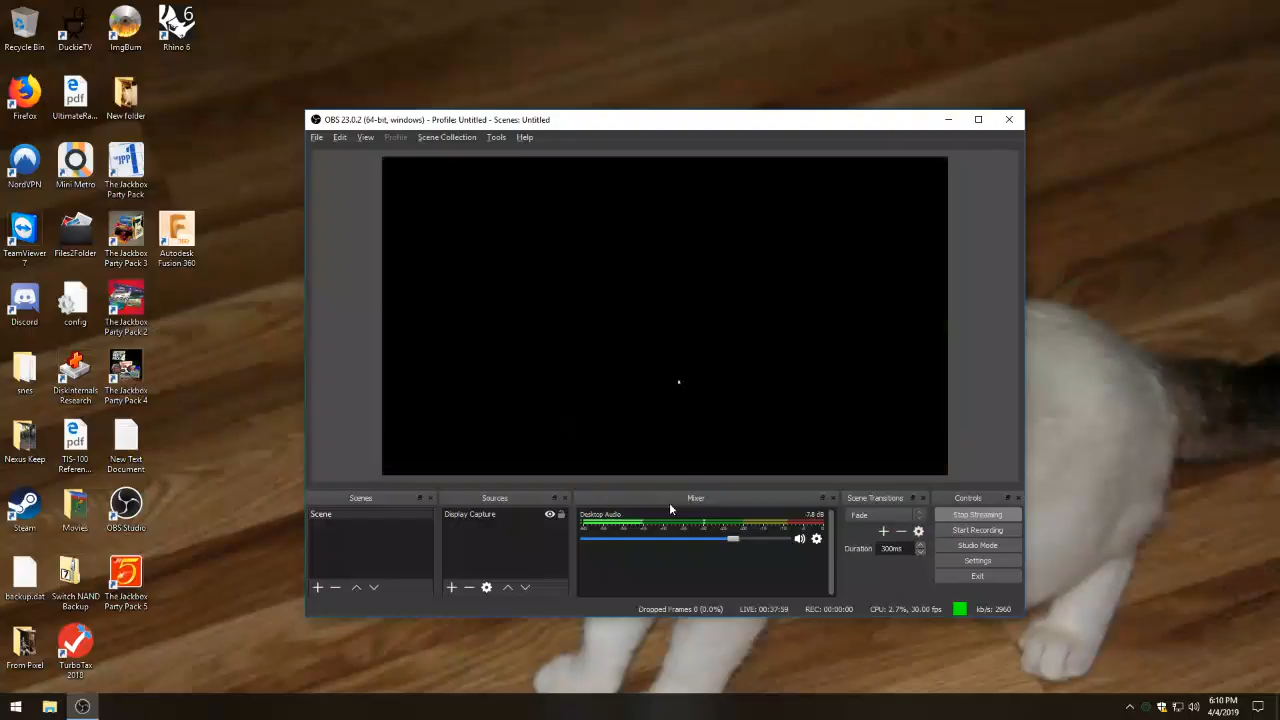 Recycle Bin
DuckieTV
ImgBurn
Rhino 6
Firefox
UltimateRa...
New folder
NordVPN
Mini Metro
The Jackbox
Party Pack
TeamViewer
7
Files2Folder
The Jackbox
Party Pack 3
Autodesk
Fusion 360
Discord
config
The Jackbox
Party Pack 2
snes
DiskInternals
Research...
The Jackbox
Party Pack 4
Nexus Keep
TIS-100
Referen...
New Text
Document
Steam
Movies
OBS Studio
backup.dat
Switch NAND
Backup
The Jackbox
Party Pack 5
From Pixel
TurboTax
2018
OBS 23.0.2 (64-bit, windows) - Profile: Untitled - Scenes: Untitled
File Edit View Profile Scene Collection Tools Help
Scenes Sources Mixer Scene Transitions Controls
Scene
Display Capture
Desktop Audio -7.8 dB
Fade
Duration 300ms
Stop Streaming
Start Recording
Studio Mode
Settings
Exit
Dropped Frames 0 (0.0%) LIVE: 00:37:59 REC: 00:00:00 CPU: 2.7%, 30.00 fps kb/s: 2960
6:10 PM
4/4/2019